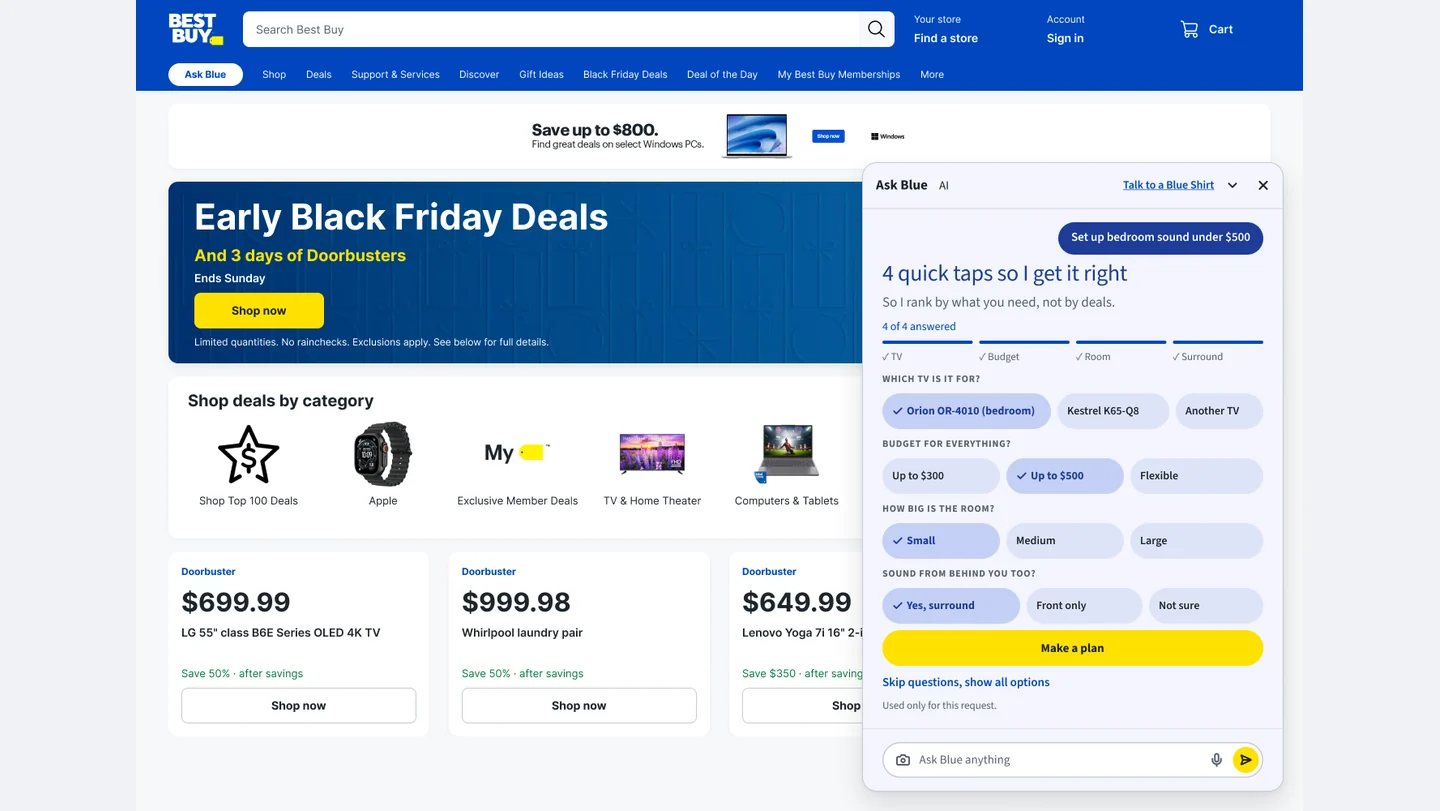 BEST
BUY
Search Best Buy
Your store
Find a store
Account
Sign in
Cart
Ask Blue
Shop
Deals
Support & Services
Discover
Gift Ideas
Black Friday Deals
Deal of the Day
My Best Buy Memberships
More
Save up to $800.
Find great deals on select Windows PCs.
Shop now
Windows
Early Black Friday Deals
And 3 days of Doorbusters
Ends Sunday
Shop now
Limited quantities. No rainchecks. Exclusions apply. See below for full details.
Shop deals by category
My
Shop Top 100 Deals
Apple
Exclusive Member Deals
TV & Home Theater
Computers & Tablets
Doorbuster
$699.99
LG 55" class B6E Series OLED 4K TV
Save 50% · after savings
Shop now
Doorbuster
$999.98
Whirlpool laundry pair
Save 50% · after savings
Shop now
Doorbuster
$649.99
Lenovo Yoga 7i 16" 2-i
Save $350 · after saving
Shop
Ask Blue AI
Talk to a Blue Shirt
Set up bedroom sound under $500
4 quick taps so I get it right
So I rank by what you need, not by deals.
4 of 4 answered
✓ TV
✓ Budget
✓ Room
✓ Surround
WHICH TV IS IT FOR?
✓ Orion OR-4010 (bedroom)
Kestrel K65-Q8
Another TV
BUDGET FOR EVERYTHING?
Up to $300
✓ Up to $500
Flexible
HOW BIG IS THE ROOM?
✓ Small
Medium
Large
SOUND FROM BEHIND YOU TOO?
✓ Yes, surround
Front only
Not sure
Make a plan
Skip questions, show all options
Used only for this request.
Ask Blue anything